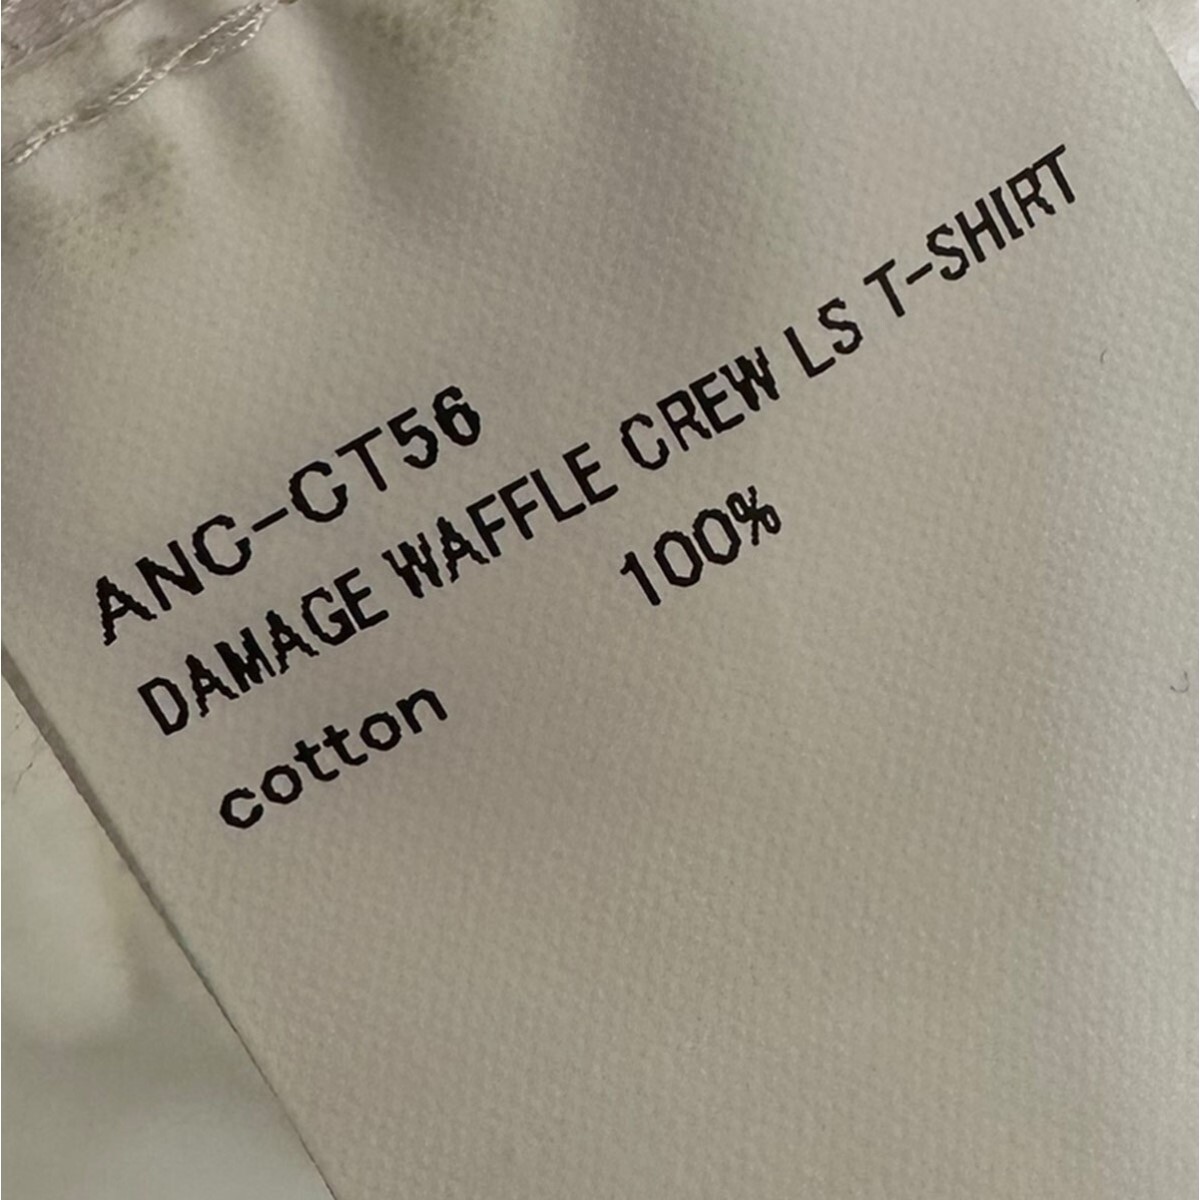 ANC-CT56
DAMAGE WAFFLE CREW LS T-SHIRT
cotton 100%